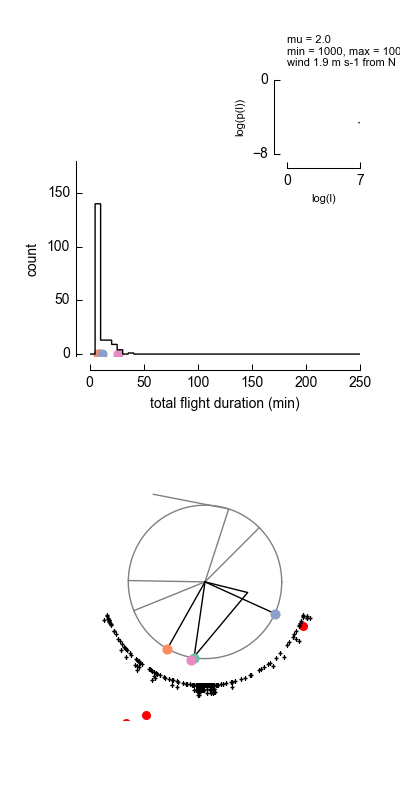 mu = 2.0
min = 1000, max = 100
wind 1.9 m s-1 from N
0
−8
log(p(l))
0 7
log(l)
150
100
50
0
count
0 50 100 150 200 250
total flight duration (min)